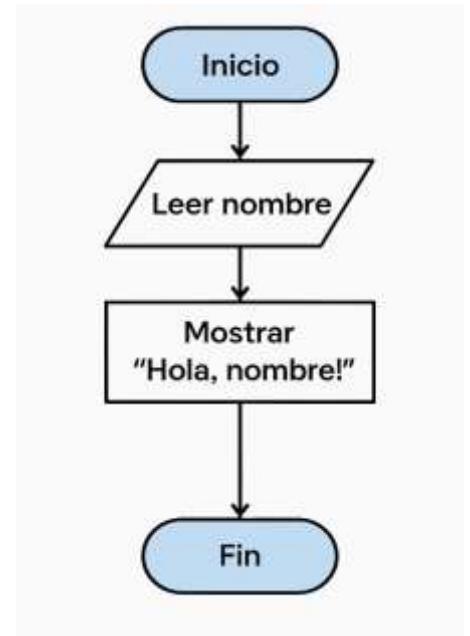 Inicio
Leer nombre
Mostrar
“Hola, nombre!”
Fin